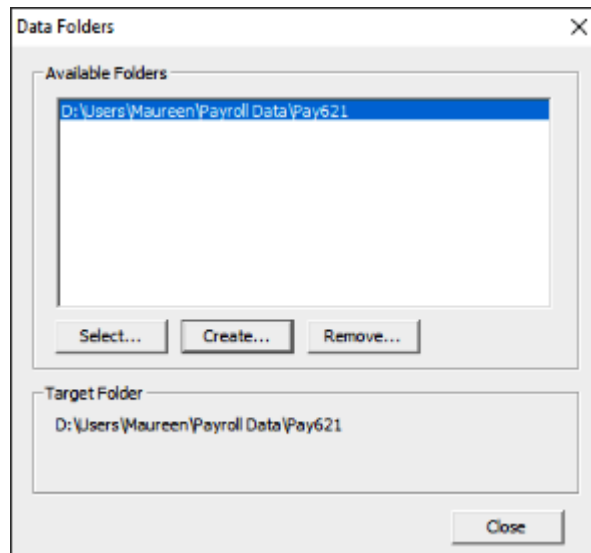 Data Folders
Available Folders
D:\Users\Maureen\Payroll Data\Pay621
Select...
Create...
Remove...
Target Folder
D:\Users\Maureen\Payroll Data\Pay621
Close